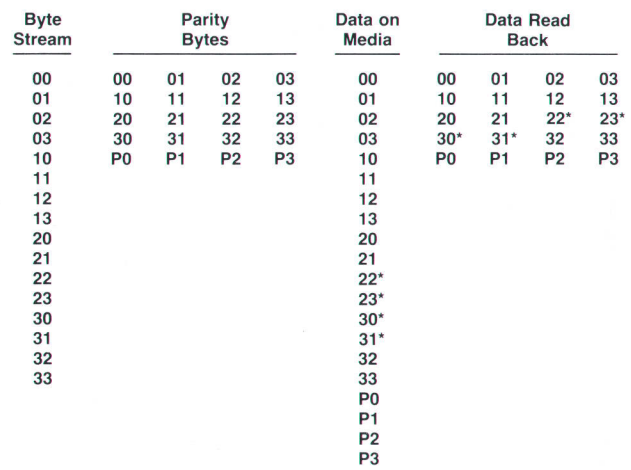 Byte Parity Data on Data Read
Stream Bytes Media Back
00 00 01 02 03 00 00 01 02 03
01 10 11 12 13 01 10 11 12 13
02 20 21 22 23 02 20 21 22* 23*
03 30 31 32 33 03 30* 31* 32 33
10 P0 P1 P2 P3 10 P0 P1 P2 P3
11 11
12 12
13 13
20 20
21 21
22 22*
23 23*
30 30*
31 31*
32 32
33 33
P0
P1
P2
P3